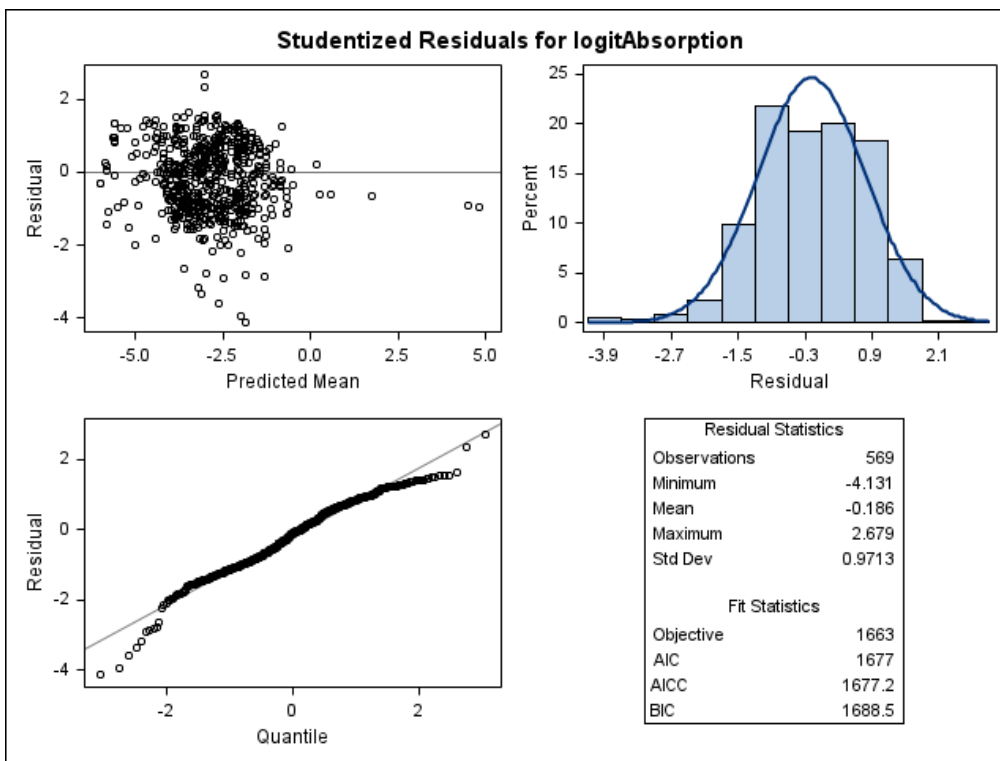 Studentized Residuals for logitAbsorption
2
0
-2
-4
Residual
-5.0 -2.5 0.0 2.5 5.0
Predicted Mean
25
20
15
10
5
0
Percent
-3.9 -2.7 -1.5 -0.3 0.9 2.1
Residual
2
0
-2
-4
Residual
-2 0 2
Quantile
Residual Statistics
Observations 569
Minimum -4.131
Mean -0.186
Maximum 2.679
Std Dev 0.9713
Fit Statistics
Objective 1663
AIC 1677
AICC 1677.2
BIC 1688.5